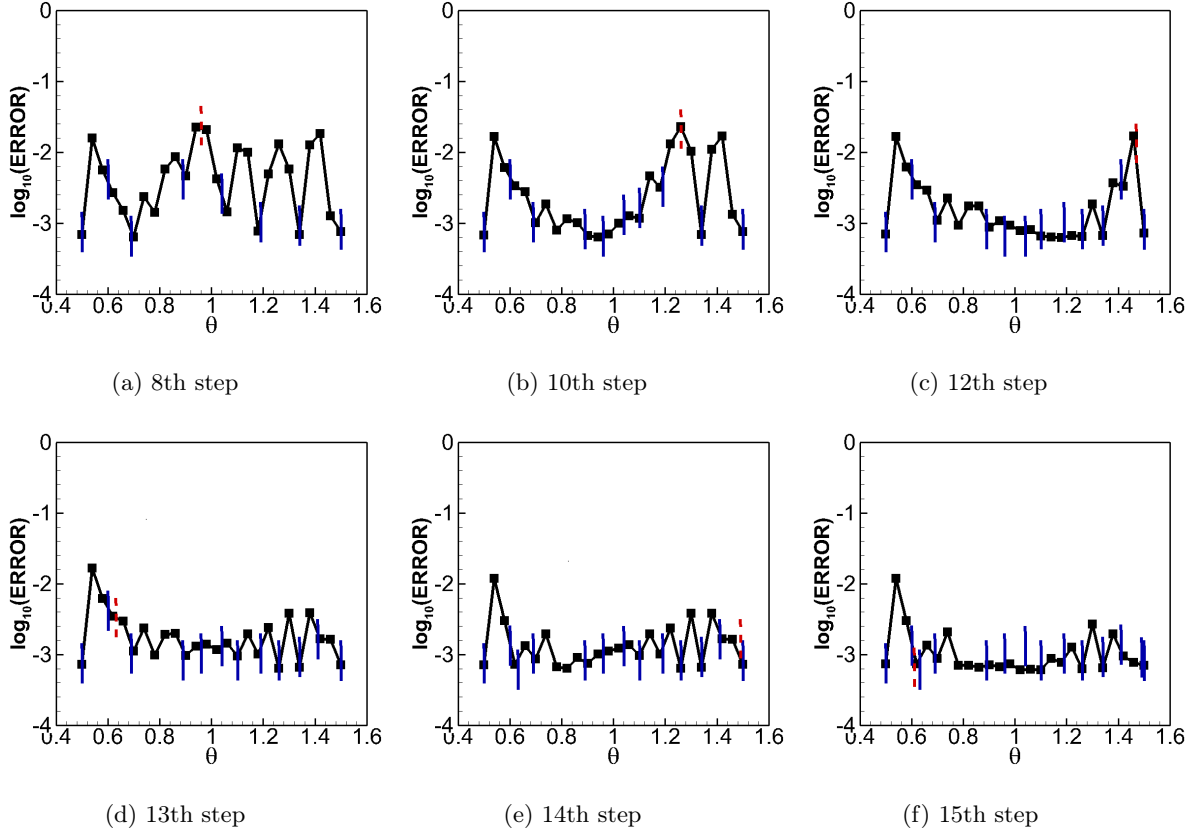 0 0 0
-1 -1 -1
-2 -2 -2
-3 -3 -3
-4 -4 -4
log10(ERROR) log10(ERROR) log10(ERROR)
0.4 0.6 0.8 1 1.2 1.4 1.6 0.4 0.6 0.8 1 1.2 1.4 1.6 0.4 0.6 0.8 1 1.2 1.4 1.6
θ θ θ
(a) 8th step (b) 10th step (c) 12th step
0 0 0
-1 -1 -1
-2 -2 -2
-3 -3 -3
-4 -4 -4
log10(ERROR) log10(ERROR) log10(ERROR)
0.4 0.6 0.8 1 1.2 1.4 1.6 0.4 0.6 0.8 1 1.2 1.4 1.6 0.4 0.6 0.8 1 1.2 1.4 1.6
θ θ θ
(d) 13th step (e) 14th step (f) 15th step